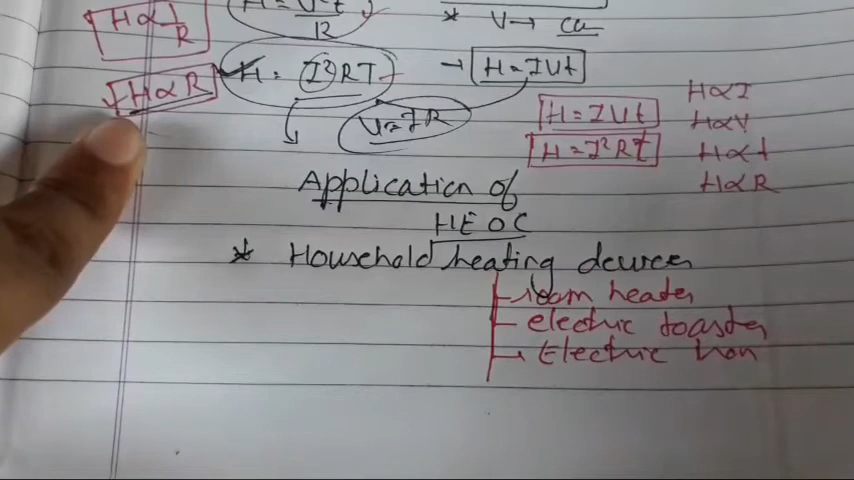 H ∝ 1/R
H = V²t/R
* V → Ca
H ∝ R
H = I²RT
→ H = IVt
V = IR
H = IVt
H = I²Rt
H ∝ I
H ∝ V
H ∝ t
H ∝ R
Application of
HEOC
* Household heating devices
room heater
electric toaster
Electric Iron